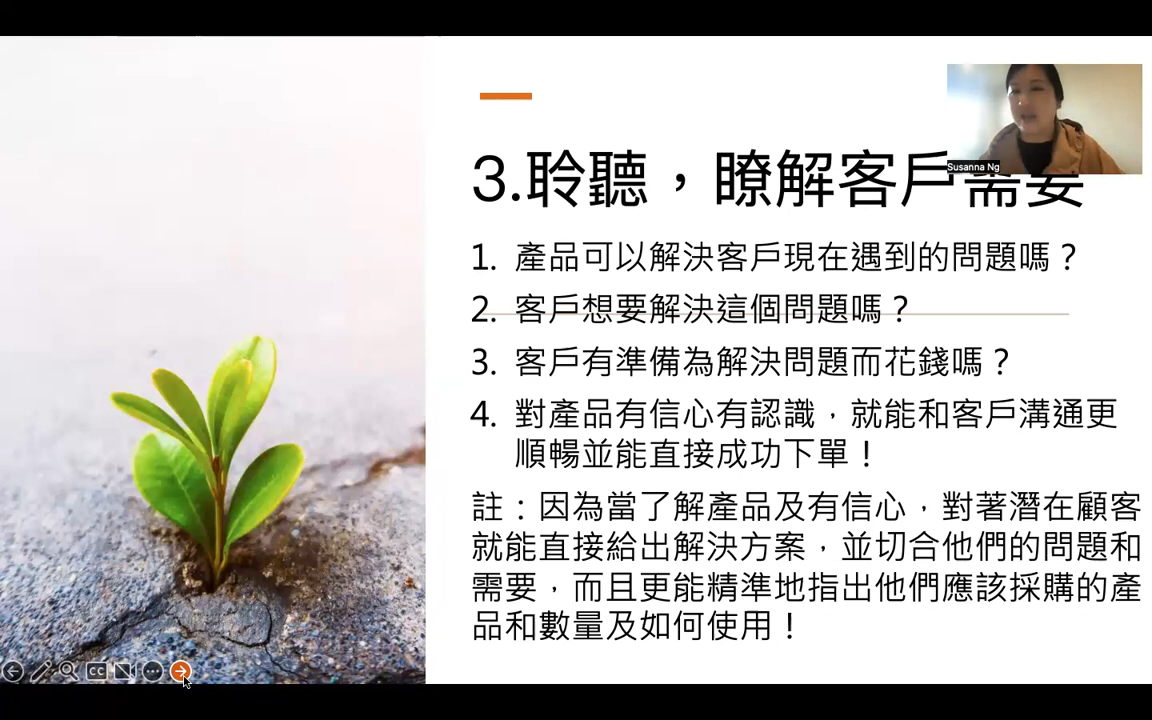 3.聆聽，瞭解客戶需要
Susanna Ng
1. 產品可以解決客戶現在遇到的問題嗎？
2. 客戶想要解決這個問題嗎？
3. 客戶有準備為解決問題而花錢嗎？
4. 對產品有信心有認識，就能和客戶溝通更
順暢並能直接成功下單！
註：因為當了解產品及有信心，對著潛在顧客
就能直接給出解決方案，並切合他們的問題和
需要，而且更能精準地指出他們應該採購的產
品和數量及如何使用！
CC